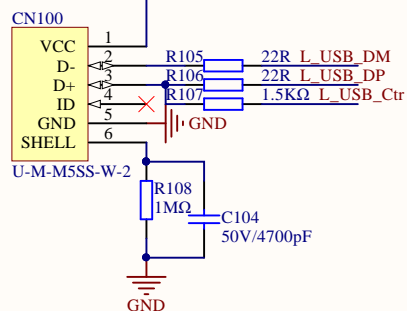 CN100
VCC 1
D- 2 R105 22R L_USB_DM
D+ 3 R106 22R L_USB_DP
ID 4 R107 1.5KΩ L_USB_Ctr
GND 5 GND
SHELL 6
U-M-M5SS-W-2
R108
1MΩ
C104
50V/4700pF
GND